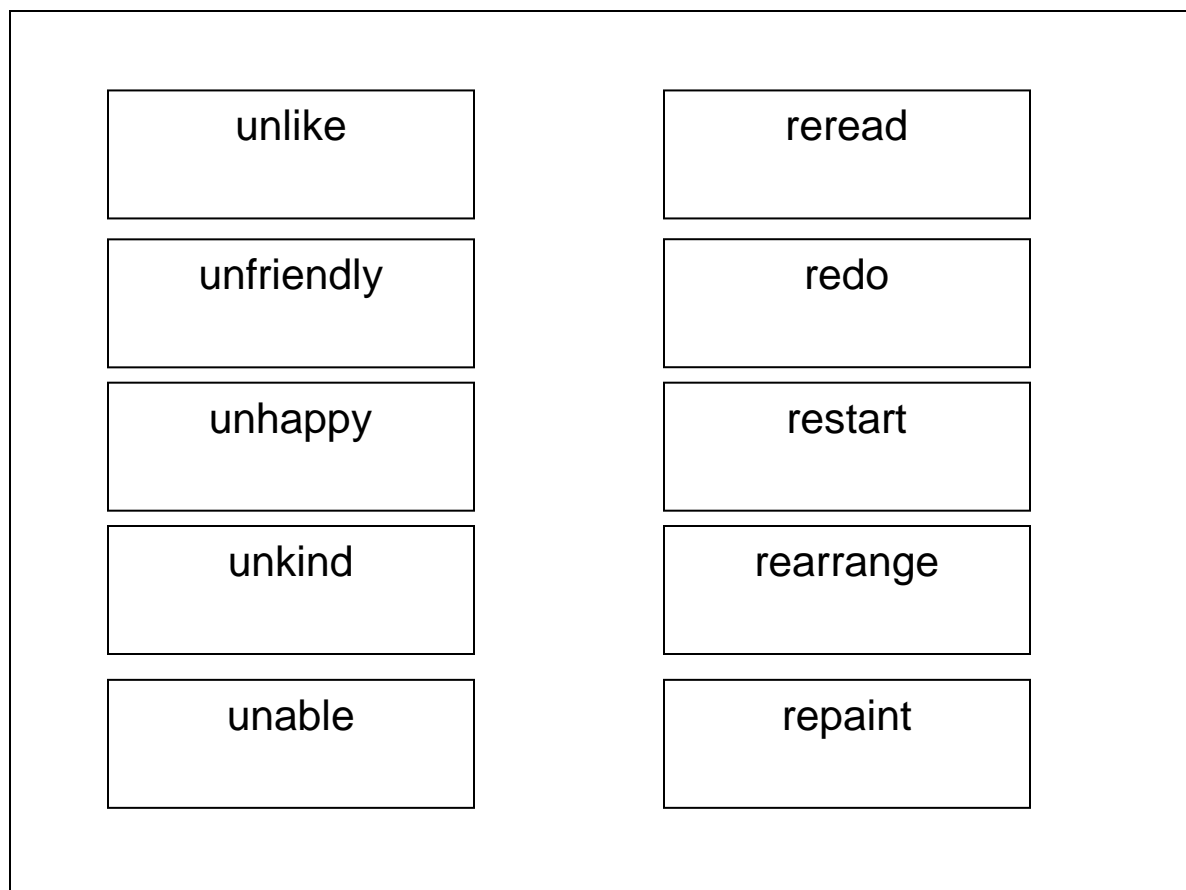 unlike
reread
unfriendly
redo
unhappy
restart
unkind
rearrange
unable
repaint